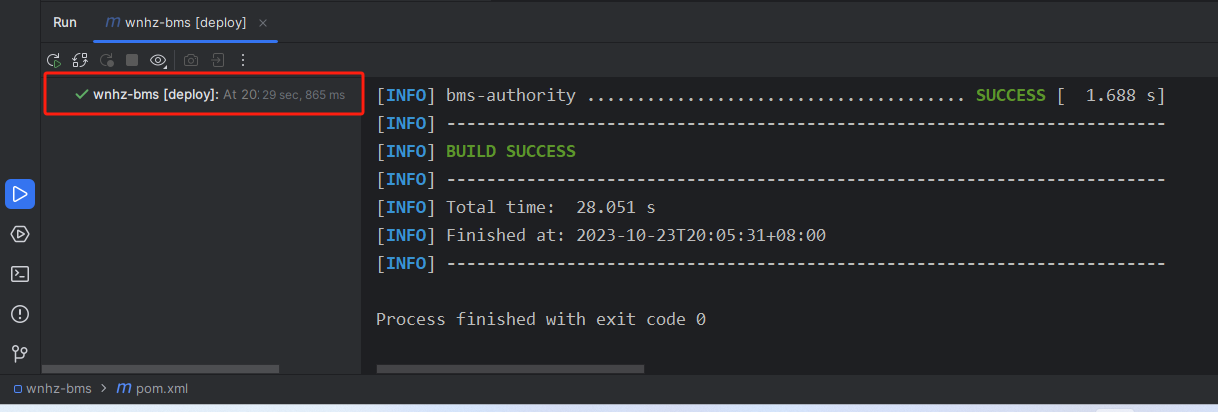 Run wnhz-bms [deploy]
wnhz-bms [deploy]: At 20: 29 sec, 865 ms
[INFO] bms-authority ...................................... SUCCESS [  1.688 s]
[INFO] ------------------------------------------------------------------------
[INFO] BUILD SUCCESS
[INFO] ------------------------------------------------------------------------
[INFO] Total time:  28.051 s
[INFO] Finished at: 2023-10-23T20:05:31+08:00
[INFO] ------------------------------------------------------------------------
Process finished with exit code 0
wnhz-bms > m pom.xml